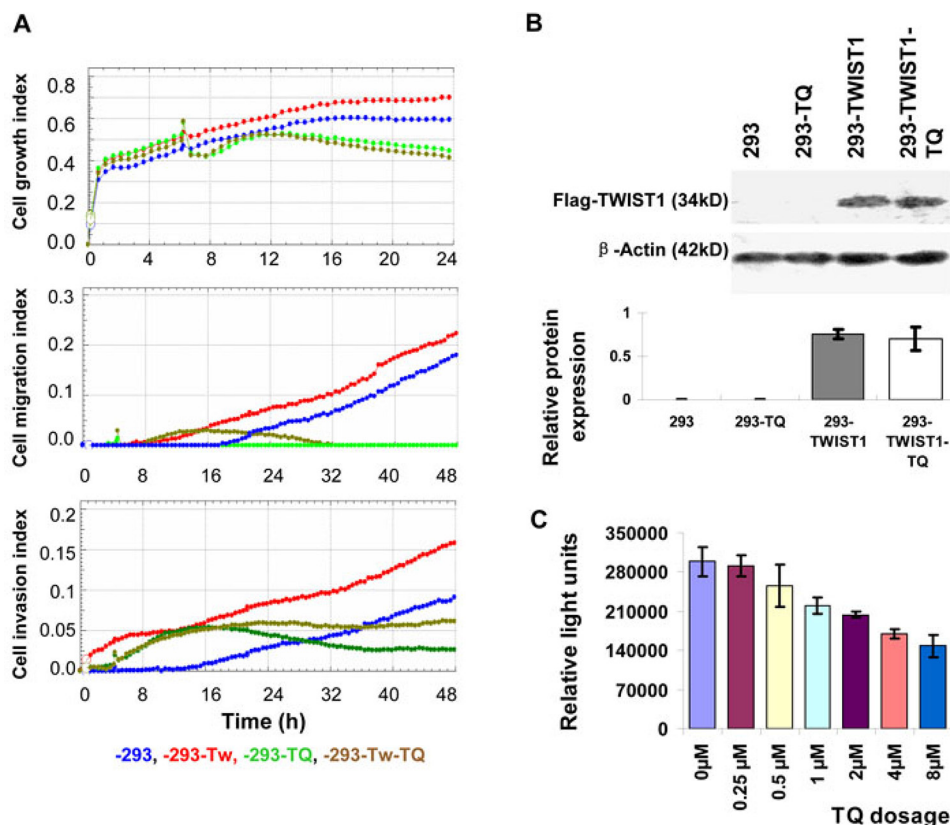 A
Cell growth index
0.8
0.6
0.4
0.2
0.0
0 4 8 12 16 20 24
Cell migration index
0.3
0.2
0.1
0.0
0 8 16 24 32 40 48
Cell invasion index
0.2
0.15
0.1
0.05
0.0
0 8 16 24 32 40 48
Time (h)
-293, -293-Tw, -293-TQ, -293-Tw-TQ
B
293
293-TQ
293-TWIST1
293-TWIST1-
TQ
Flag-TWIST1 (34kD)
β-Actin (42kD)
Relative protein
expression
1
0.5
0
293
293-TQ
293-
TWIST1
293-
TWIST1-
TQ
C
Relative light units
350000
280000
210000
140000
70000
0
0µM
0.25 µM
0.5 µM
1 µM
2µM
4µM
8µM
TQ dosage